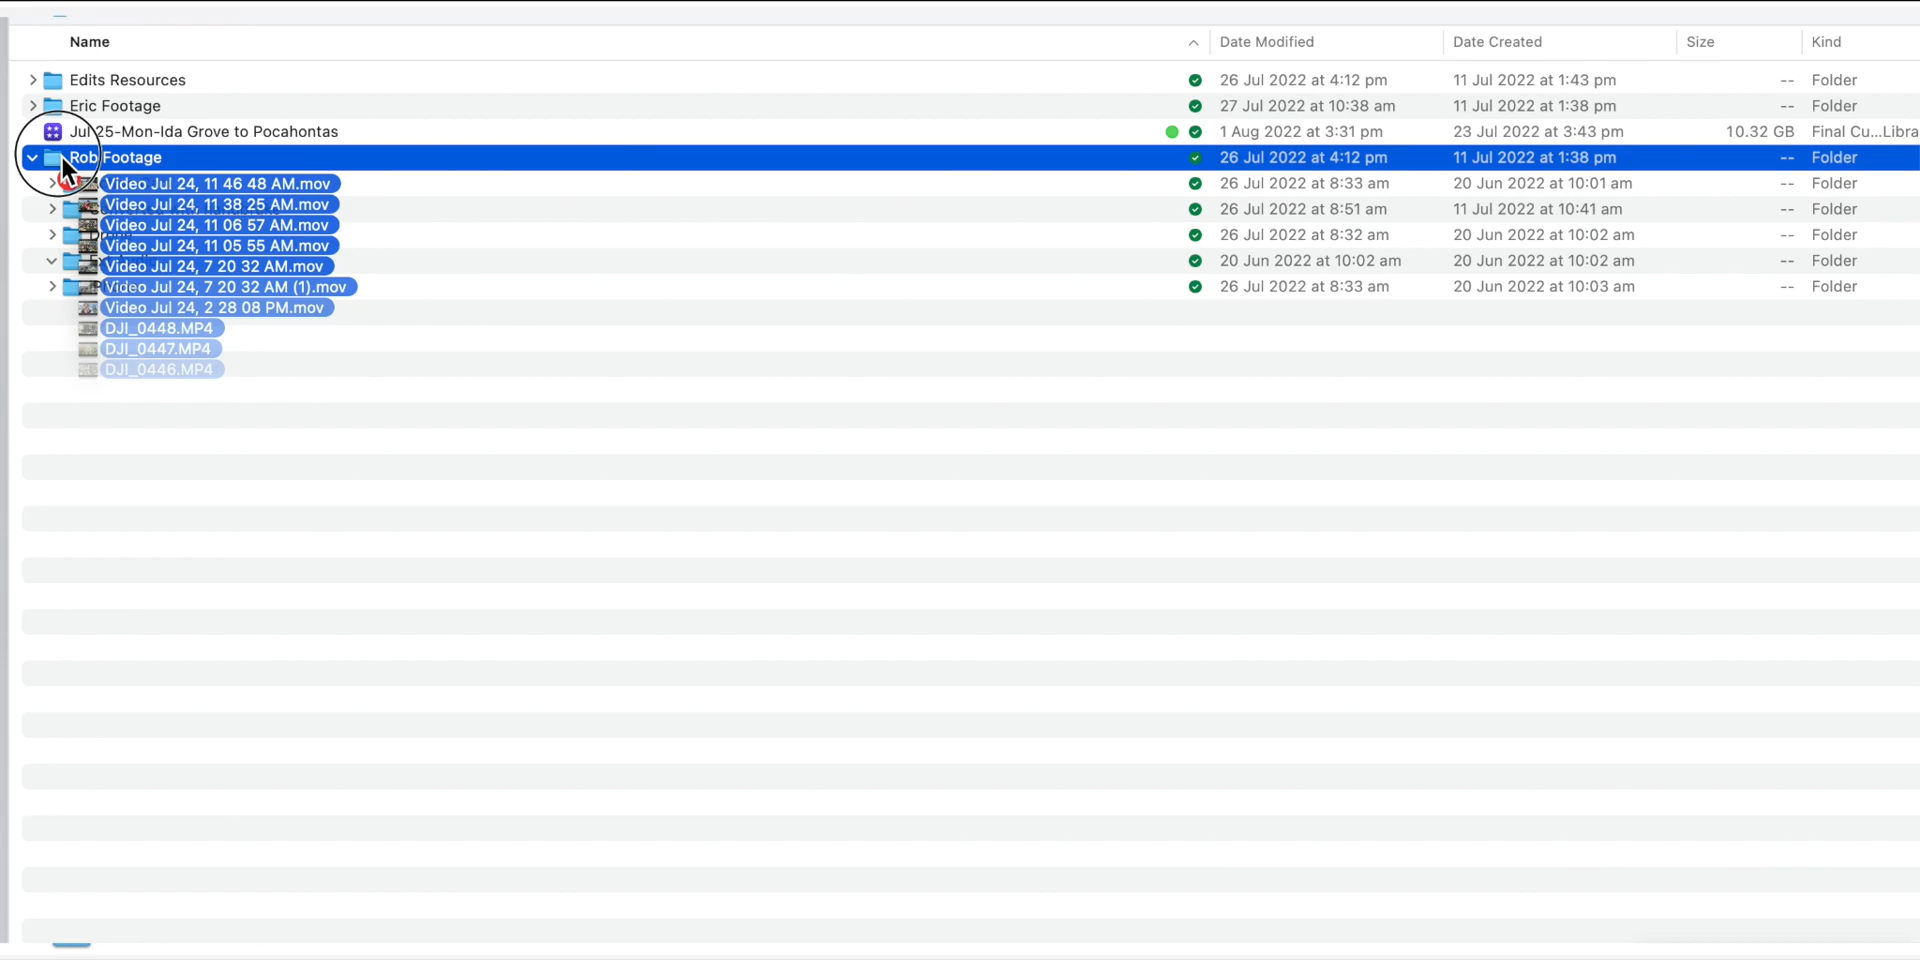 Name Date Modified Date Created Size Kind
Edits Resources 26 Jul 2022 at 4:12 pm 11 Jul 2022 at 1:43 pm -- Folder
Eric Footage 27 Jul 2022 at 10:38 am 11 Jul 2022 at 1:38 pm -- Folder
Jul 25-Mon-Ida Grove to Pocahontas 1 Aug 2022 at 3:31 pm 23 Jul 2022 at 3:43 pm 10.32 GB Final Cu...Libra
Rob Footage 26 Jul 2022 at 4:12 pm 11 Jul 2022 at 1:38 pm -- Folder
Video Jul 24, 11 46 48 AM.mov 26 Jul 2022 at 8:33 am 20 Jun 2022 at 10:01 am -- Folder
Video Jul 24, 11 38 25 AM.mov 26 Jul 2022 at 8:51 am 11 Jul 2022 at 10:41 am -- Folder
Video Jul 24, 11 06 57 AM.mov 26 Jul 2022 at 8:32 am 20 Jun 2022 at 10:02 am -- Folder
Video Jul 24, 11 05 55 AM.mov
Video Jul 24, 7 20 32 AM.mov 20 Jun 2022 at 10:02 am 20 Jun 2022 at 10:02 am -- Folder
Video Jul 24, 7 20 32 AM (1).mov 26 Jul 2022 at 8:33 am 20 Jun 2022 at 10:03 am -- Folder
Video Jul 24, 2 28 08 PM.mov
DJI_0448.MP4
DJI_0447.MP4
DJI_0446.MP4